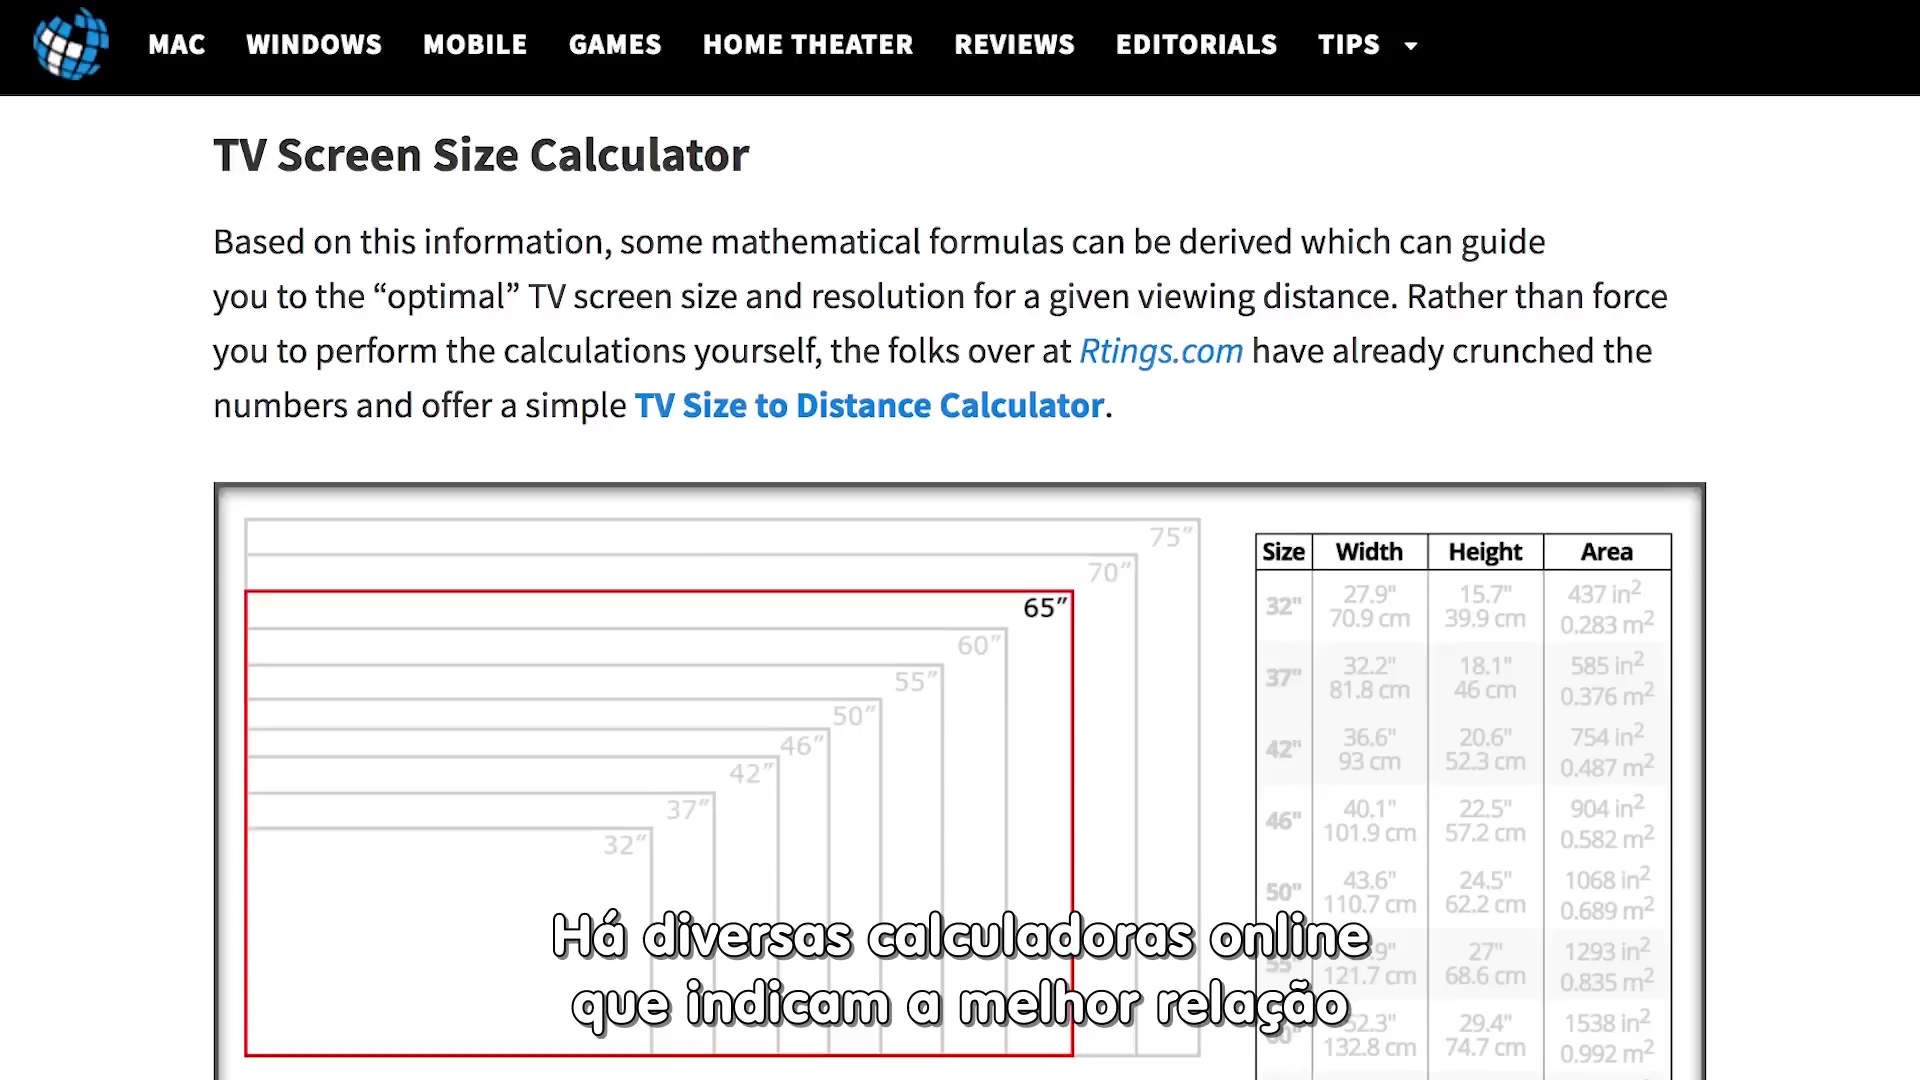 MAC WINDOWS MOBILE GAMES HOME THEATER REVIEWS EDITORIALS TIPS
TV Screen Size Calculator
Based on this information, some mathematical formulas can be derived which can guide
you to the “optimal” TV screen size and resolution for a given viewing distance. Rather than force
you to perform the calculations yourself, the folks over at Rtings.com have already crunched the
numbers and offer a simple TV Size to Distance Calculator.
75”
70”
65”
60”
55”
50”
46”
42”
37”
32”
Size Width Height Area
32" 27.9" 15.7" 437 in²
70.9 cm 39.9 cm 0.283 m²
37" 32.2" 18.1" 585 in²
81.8 cm 46 cm 0.376 m²
42" 36.6" 20.6" 754 in²
93 cm 52.3 cm 0.487 m²
46" 40.1" 22.5" 904 in²
101.9 cm 57.2 cm 0.582 m²
50" 43.6" 24.5" 1068 in²
110.7 cm 62.2 cm 0.689 m²
55" 27" 1293 in²
121.7 cm 68.6 cm 0.835 m²
60" 52.3" 29.4" 1538 in²
132.8 cm 74.7 cm 0.992 m²
Há diversas calculadoras online
que indicam a melhor relação